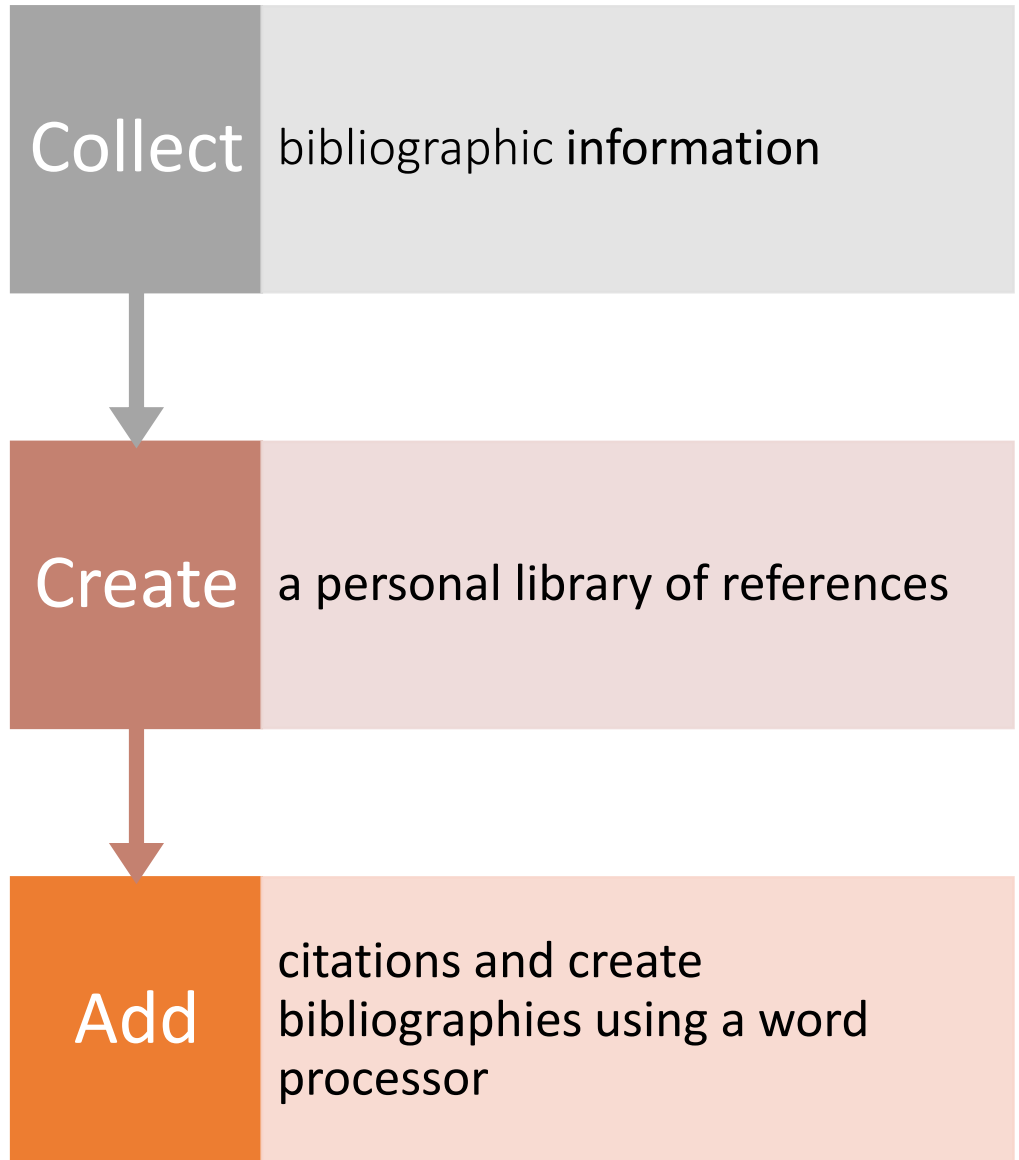 Collect
bibliographic information
Create
a personal library of references
Add
citations and create
bibliographies using a word
processor